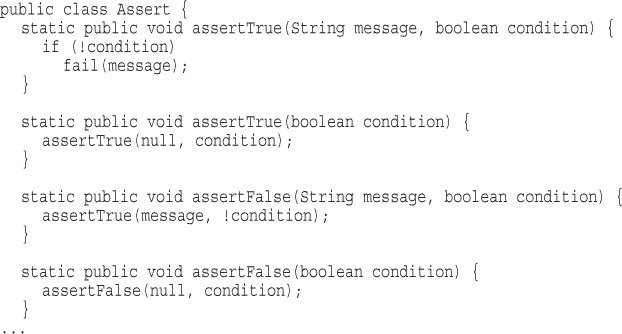 public class Assert {
  static public void assertTrue(String message, boolean condition) {
    if (!condition)
      fail(message);
  }

  static public void assertTrue(boolean condition) {
    assertTrue(null, condition);
  }

  static public void assertFalse(String message, boolean condition) {
    assertTrue(message, !condition);
  }

  static public void assertFalse(boolean condition) {
    assertFalse(null, condition);
  }
...